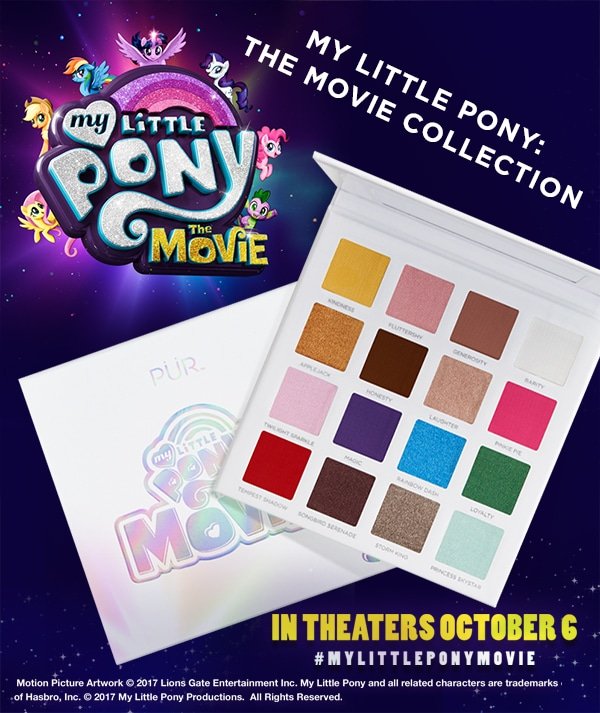 MY LITTLE PONY:
THE MOVIE COLLECTION
my LiTTLE
PONY
The
MOViE
KINDNESS
FLUTTERSHY
GENEROSITY
RARITY
APPLEJACK
HONESTY
LAUGHTER
PINKIE PIE
TWILIGHT SPARKLE
MAGIC
RAINBOW DASH
LOYALTY
TEMPEST SHADOW
SONGBIRD SERENADE
STORM KING
PRINCESS SKYSTAR
PÜR™
my LiTTLE
PONY
MOViE
IN THEATERS OCTOBER 6
#MYLITTLEPONYMOVIE
Motion Picture Artwork © 2017 Lions Gate Entertainment Inc. My Little Pony and all related characters are trademarks
of Hasbro, Inc. © 2017 My Little Pony Productions. All Rights Reserved.